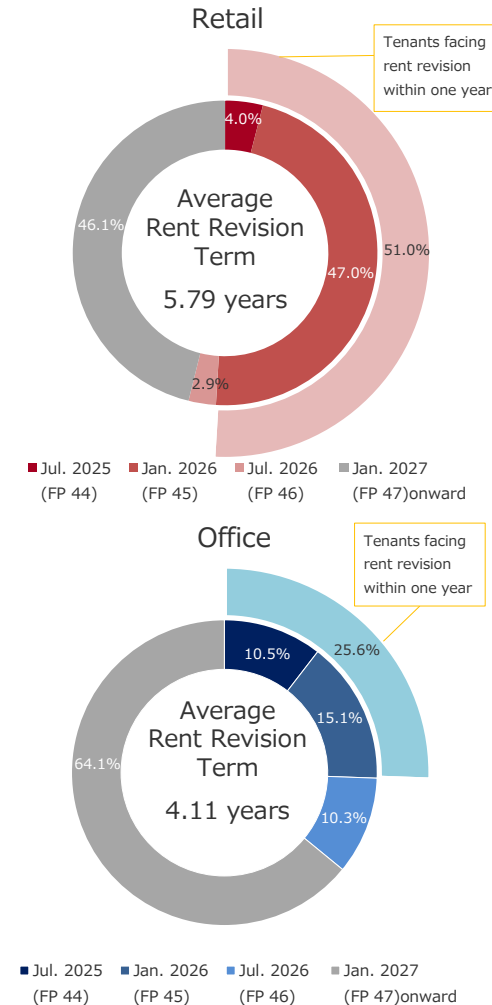 Retail
Tenants facing
rent revision
within one year
4.0%
46.1%
Average
Rent Revision
Term
5.79 years
47.0%
51.0%
2.9%
Jul. 2025 Jan. 2026 Jul. 2026 Jan. 2027
(FP 44) (FP 45) (FP 46) (FP 47)onward
Office
Tenants facing
rent revision
within one year
10.5%
25.6%
15.1%
Average
Rent Revision
Term
4.11 years
64.1%
10.3%
Jul. 2025 Jan. 2026 Jul. 2026 Jan. 2027
(FP 44) (FP 45) (FP 46) (FP 47)onward